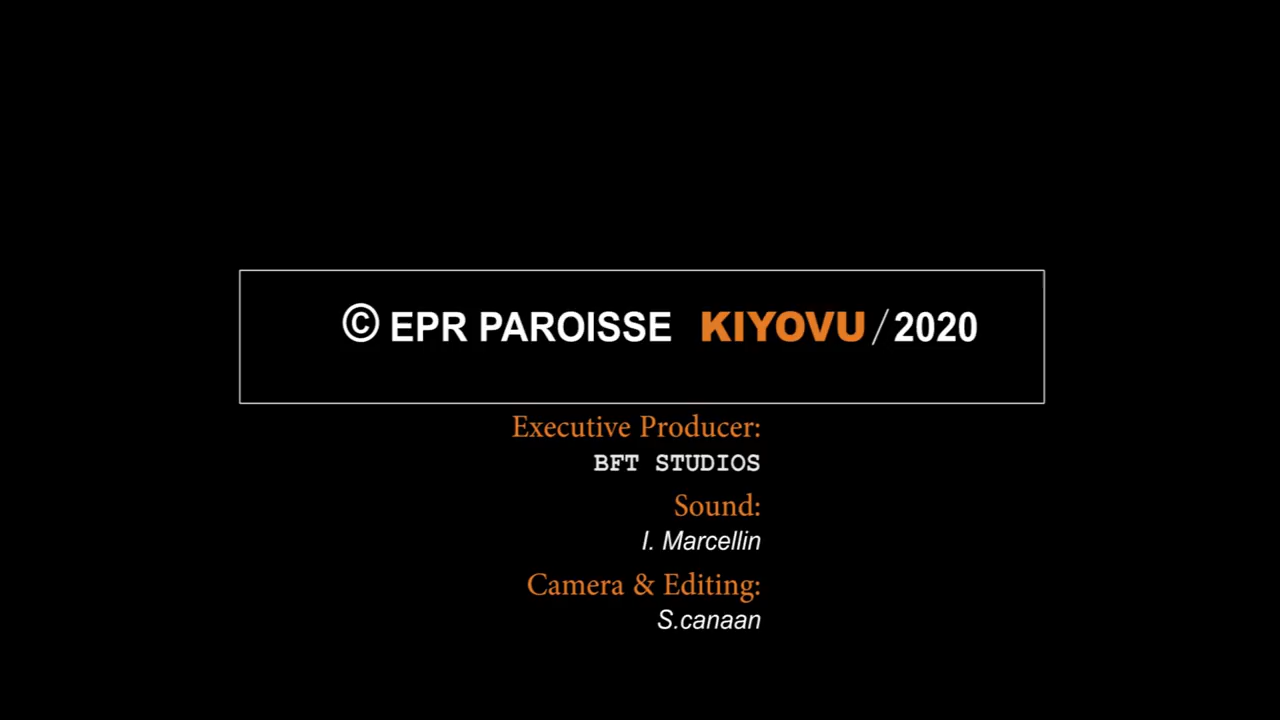 © EPR PAROISSE KIYOVU / 2020
Executive Producer:
BFT STUDIOS
Sound:
I. Marcellin
Camera & Editing:
S.canaan